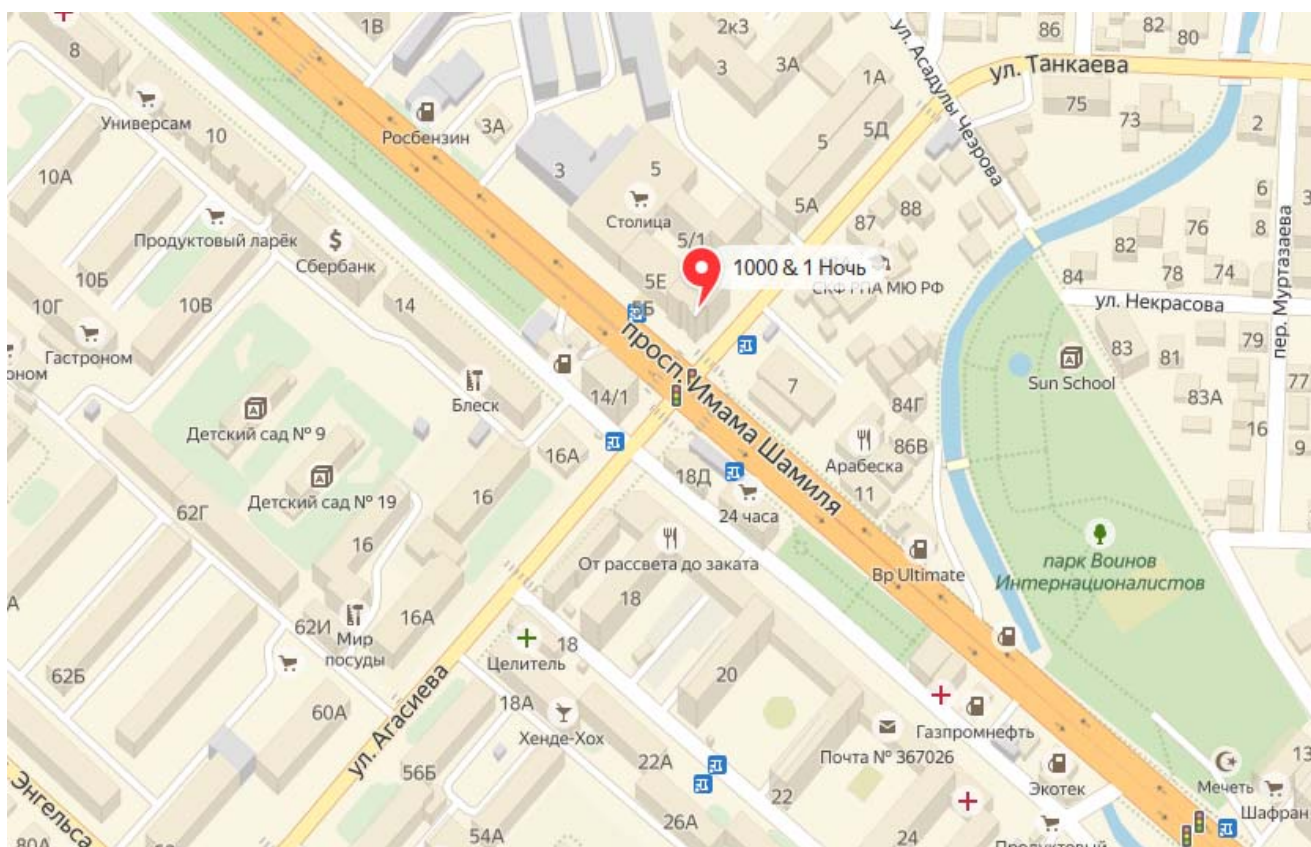 8
1В
2к3
86
82
80
ул. Асадулы Чеэрова
ул. Танкаева
3
3А
1А
75
73
2
Универсам
10
Росбензин
3А
3
5
5
5Д
10А
6
3
Столица
5А
87
88
8
76
82
Продуктовый ларёк
$
Сбербанк
5/1
1000 & 1 Ночь
СКФ РПА МЮ РФ
84
78
74
пер. Муртазаева
10Б
10Г
10В
14
5Е
5Б
ул. Некрасова
Гастроном
оном
просп. Имама Шамиля
83
81
79
Sun School
77
Блеск
14/1
7
84Г
83А
Детский сад № 9
16А
86В
16
9
Арабеска
18Д
11
Детский сад № 19
16
24 часа
62Г
16
От рассвета до заката
Bp Ultimate
парк Воинов
Интернационалистов
А
18
62И
Мир
посуды
16А
Целитель
18
62Б
20
60А
18А
Хенде-Хох
Газпромнефть
ул. Агасиева
Почта № 367026
22А
56Б
22
Экотек
Мечеть
13
Шафран
Энгельса
80А
54А
26А
24
Продуктовый